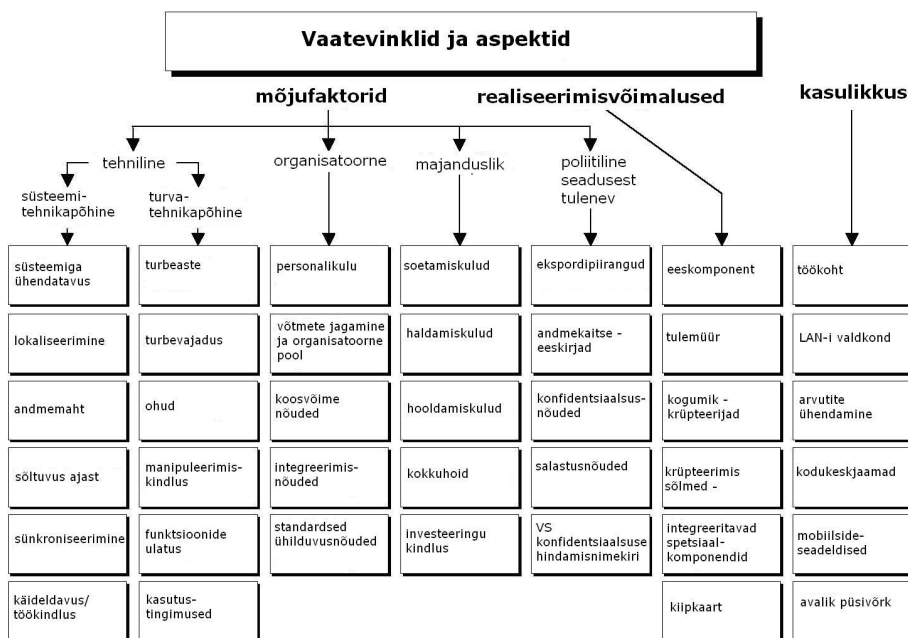 Vaatevinklid ja aspektid
mõjufaktorid
realiseerimisvõimalused
kasulikkus
tehniline
organisatoorne
majanduslik
poliitiline
seadusest
tulenev
süsteemi-
tehnikapõhine
turva-
tehnikapõhine
süsteemiga
ühendatavus
lokaliseerimine
andmemaht
sõltuvus ajast
sünkroniseerimine
käideldavus/
töökindlus
turbeaste
turbevajadus
ohud
manipuleerimis-
kindlus
funktsioonide
ulatus
kasutus-
tingimused
personalikulu
võtmete jagamine
ja organisatoorne
pool
koosvõime
nõuded
integreerimis-
nõuded
standardsed
ühilduvusnõuded
soetamiskulud
haldamiskulud
hooldamiskulud
kokkuhoid
investeeringu
kindlus
ekspordipiirangud
andmekaitse -
eeskirjad
konfidentsiaalsus-
nõuded
salastusnõuded
VS
konfidentsiaalsuse
hindamisnimekiri
eeskomponent
tulemüür
kogumik -
krüpteerijad
krüpteerimis
sõlmed -
integreeritavad
spetsiaal-
komponendid
kiipkaart
töökoht
LAN-i valdkond
arvutite
ühendamine
kodukeskjaamad
mobiilside-
seadeldised
avalik püsivõrk